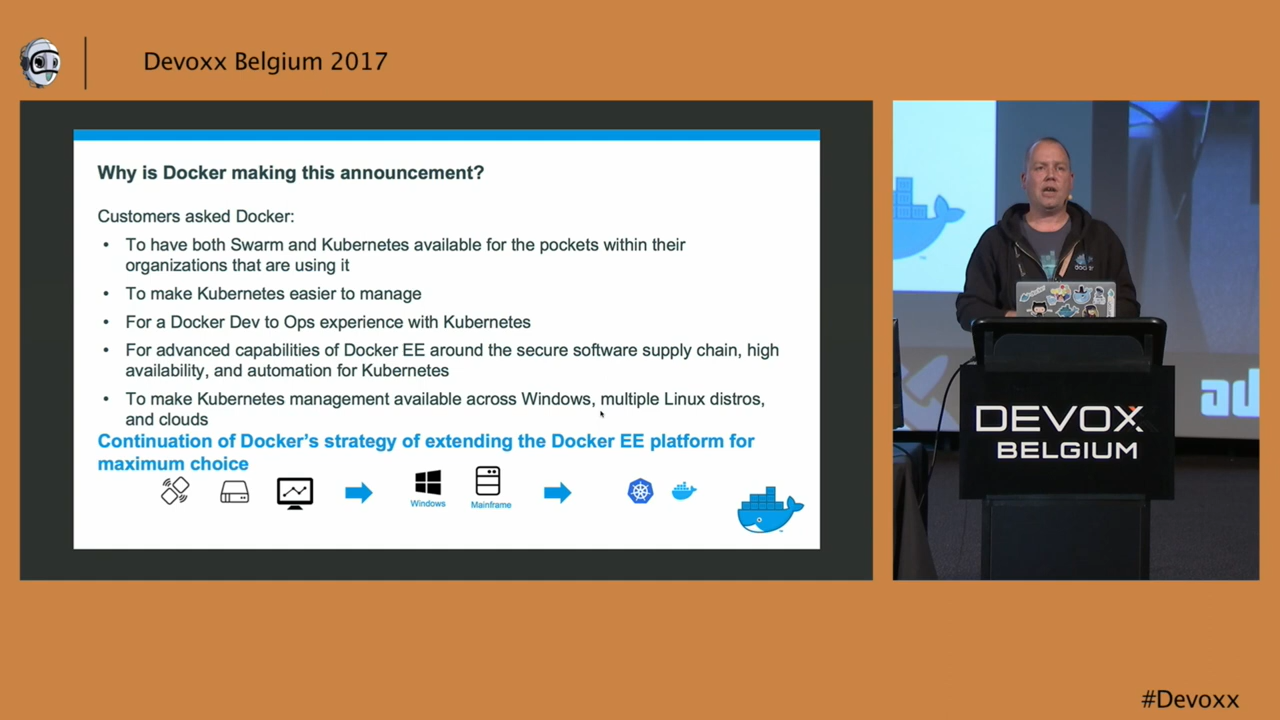 Devoxx Belgium 2017
Why is Docker making this announcement?
Customers asked Docker:
• To have both Swarm and Kubernetes available for the pockets within their
organizations that are using it
• To make Kubernetes easier to manage
• For a Docker Dev to Ops experience with Kubernetes
• For advanced capabilities of Docker EE around the secure software supply chain, high
availability, and automation for Kubernetes
• To make Kubernetes management available across Windows, multiple Linux distros,
and clouds
Continuation of Docker's strategy of extending the Docker EE platform for
maximum choice
Windows
Mainframe
ad
DEVOXX
BELGIUM
#Devoxx